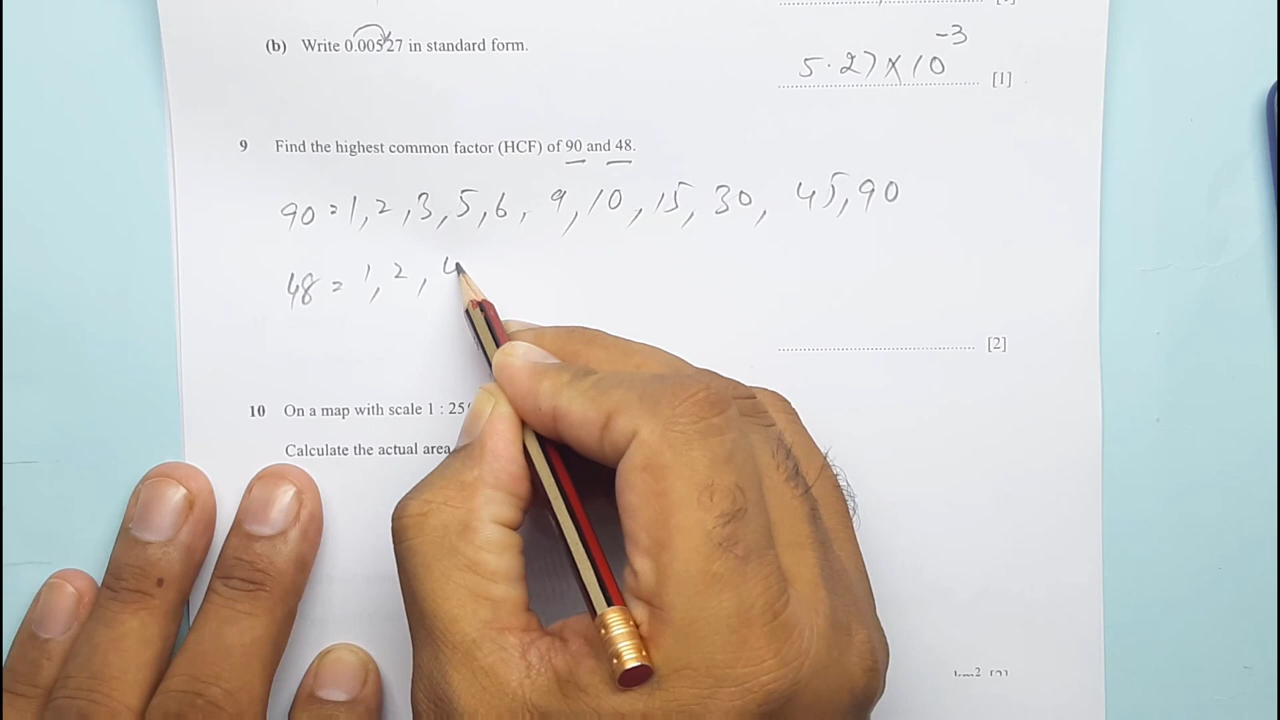 (b) Write 0.00527 in standard form.
5.27×10⁻³
[1]
9 Find the highest common factor (HCF) of 90 and 48.
90 = 1, 2, 3, 5, 6, 9, 10, 15, 30, 45, 90
48 = 1, 2, 4
[2]
10 On a map with scale 1 : 25
Calculate the actual area